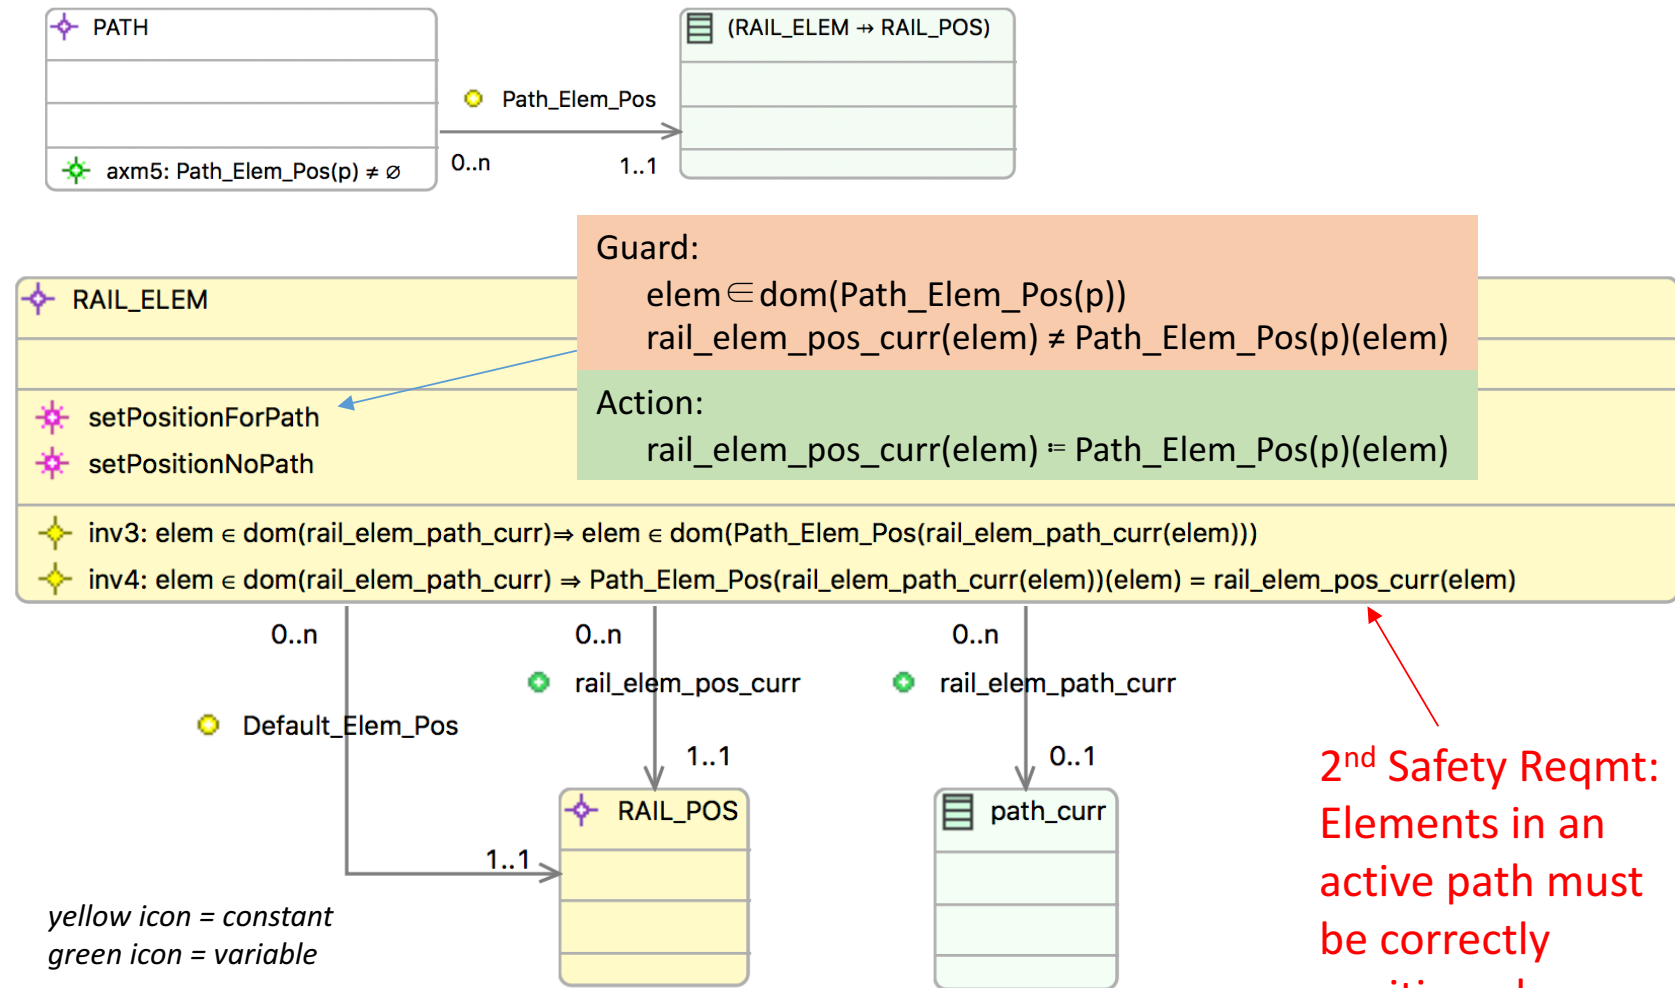 PATH
(RAIL_ELEM ⇸ RAIL_POS)
Path_Elem_Pos
0..n
1..1
axm5: Path_Elem_Pos(p) ≠ ∅
Guard:
elem∈dom(Path_Elem_Pos(p))
rail_elem_pos_curr(elem) ≠ Path_Elem_Pos(p)(elem)
Action:
rail_elem_pos_curr(elem) ≔ Path_Elem_Pos(p)(elem)
RAIL_ELEM
setPositionForPath
setPositionNoPath
inv3: elem ∈ dom(rail_elem_path_curr)⇒ elem ∈ dom(Path_Elem_Pos(rail_elem_path_curr(elem)))
inv4: elem ∈ dom(rail_elem_path_curr) ⇒ Path_Elem_Pos(rail_elem_path_curr(elem))(elem) = rail_elem_pos_curr(elem)
0..n
0..n
0..n
rail_elem_pos_curr
rail_elem_path_curr
Default_Elem_Pos
1..1
0..1
1..1
RAIL_POS
path_curr
2nd Safety Reqmt:
Elements in an
active path must
be correctly
yellow icon = constant
green icon = variable